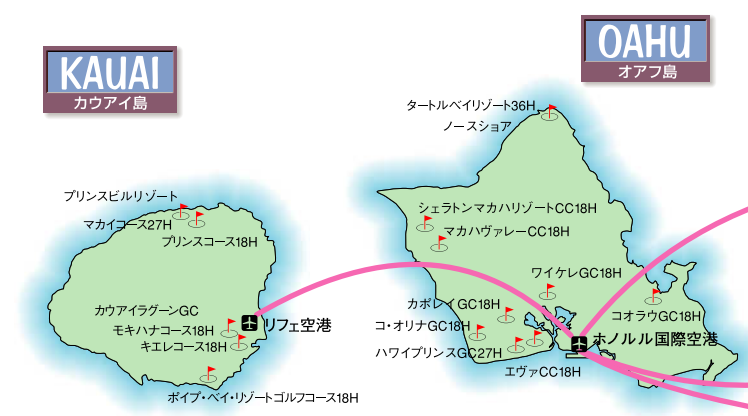 KAUAI
カウアイ島
OAHU
オアフ島
プリンスビルリゾート
マカイコース27H
プリンスコース18H
カウアイラグーンGC
モキハナコース18H
キエレコース18H
リフェ空港
ポイプ・ベイ・リゾートゴルフコース18H
タートルベイリゾート36H
ノースショア
シェラトンマカハリゾートCC18H
マカハヴァレーCC18H
ワイケレGC18H
カポレイGC18H
コオラウGC18H
コ・オリナGC18H
ホノルル国際空港
ハワイプリンスGC27H
エヴァCC18H